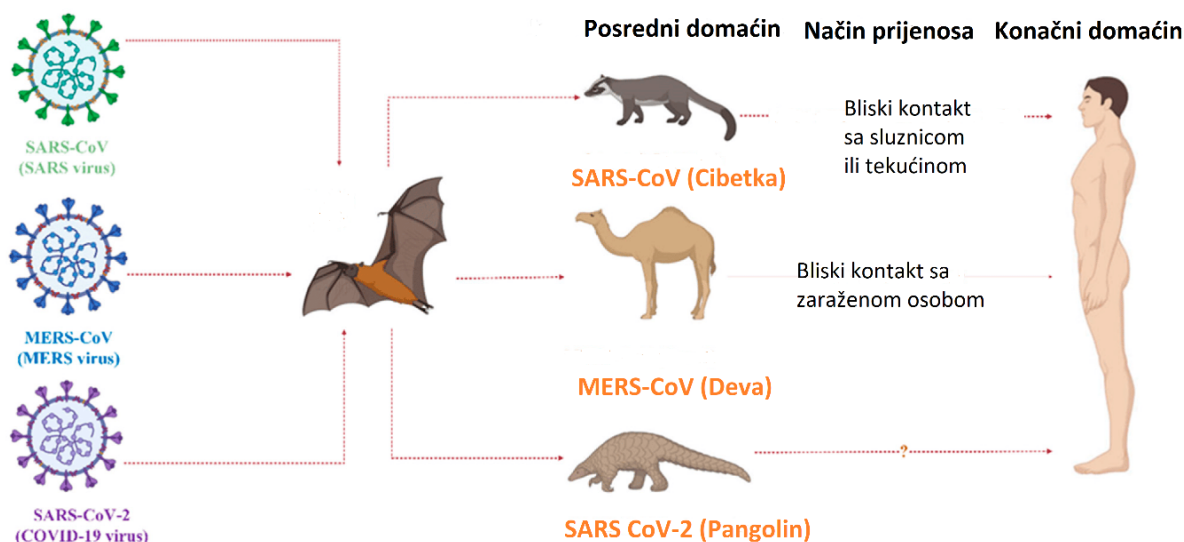 Posredni domaćin
Način prijenosa
Konačni domaćin
SARS-CoV
(SARS virus)
SARS-CoV (Cibetka)
Bliski kontakt
sa sluznicom
ili tekućinom
MERS-CoV
(MERS virus)
MERS-CoV (Deva)
Bliski kontakt sa
zaraženom osobom
SARS-CoV-2
(COVID-19 virus)
SARS CoV-2 (Pangolin)
?